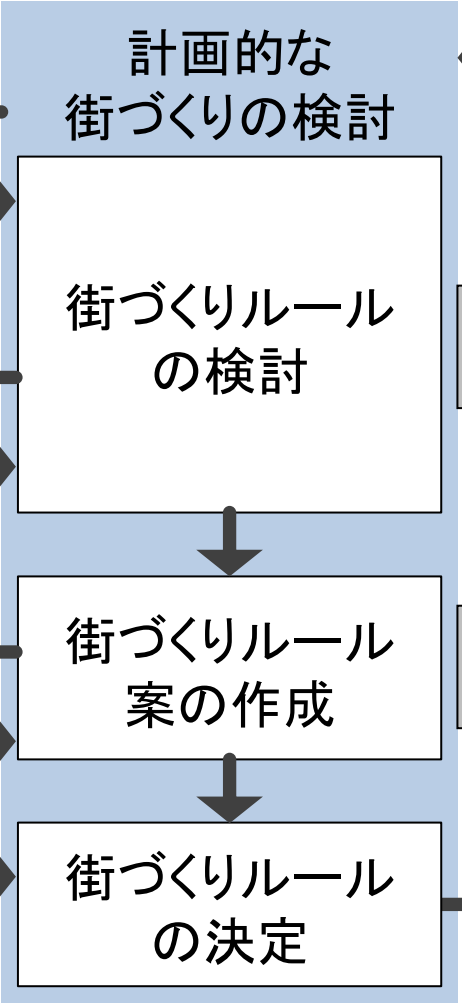 計画的な
街づくりの検討
街づくりルール
の検討
街づくりルール
案の作成
街づくりルール
の決定